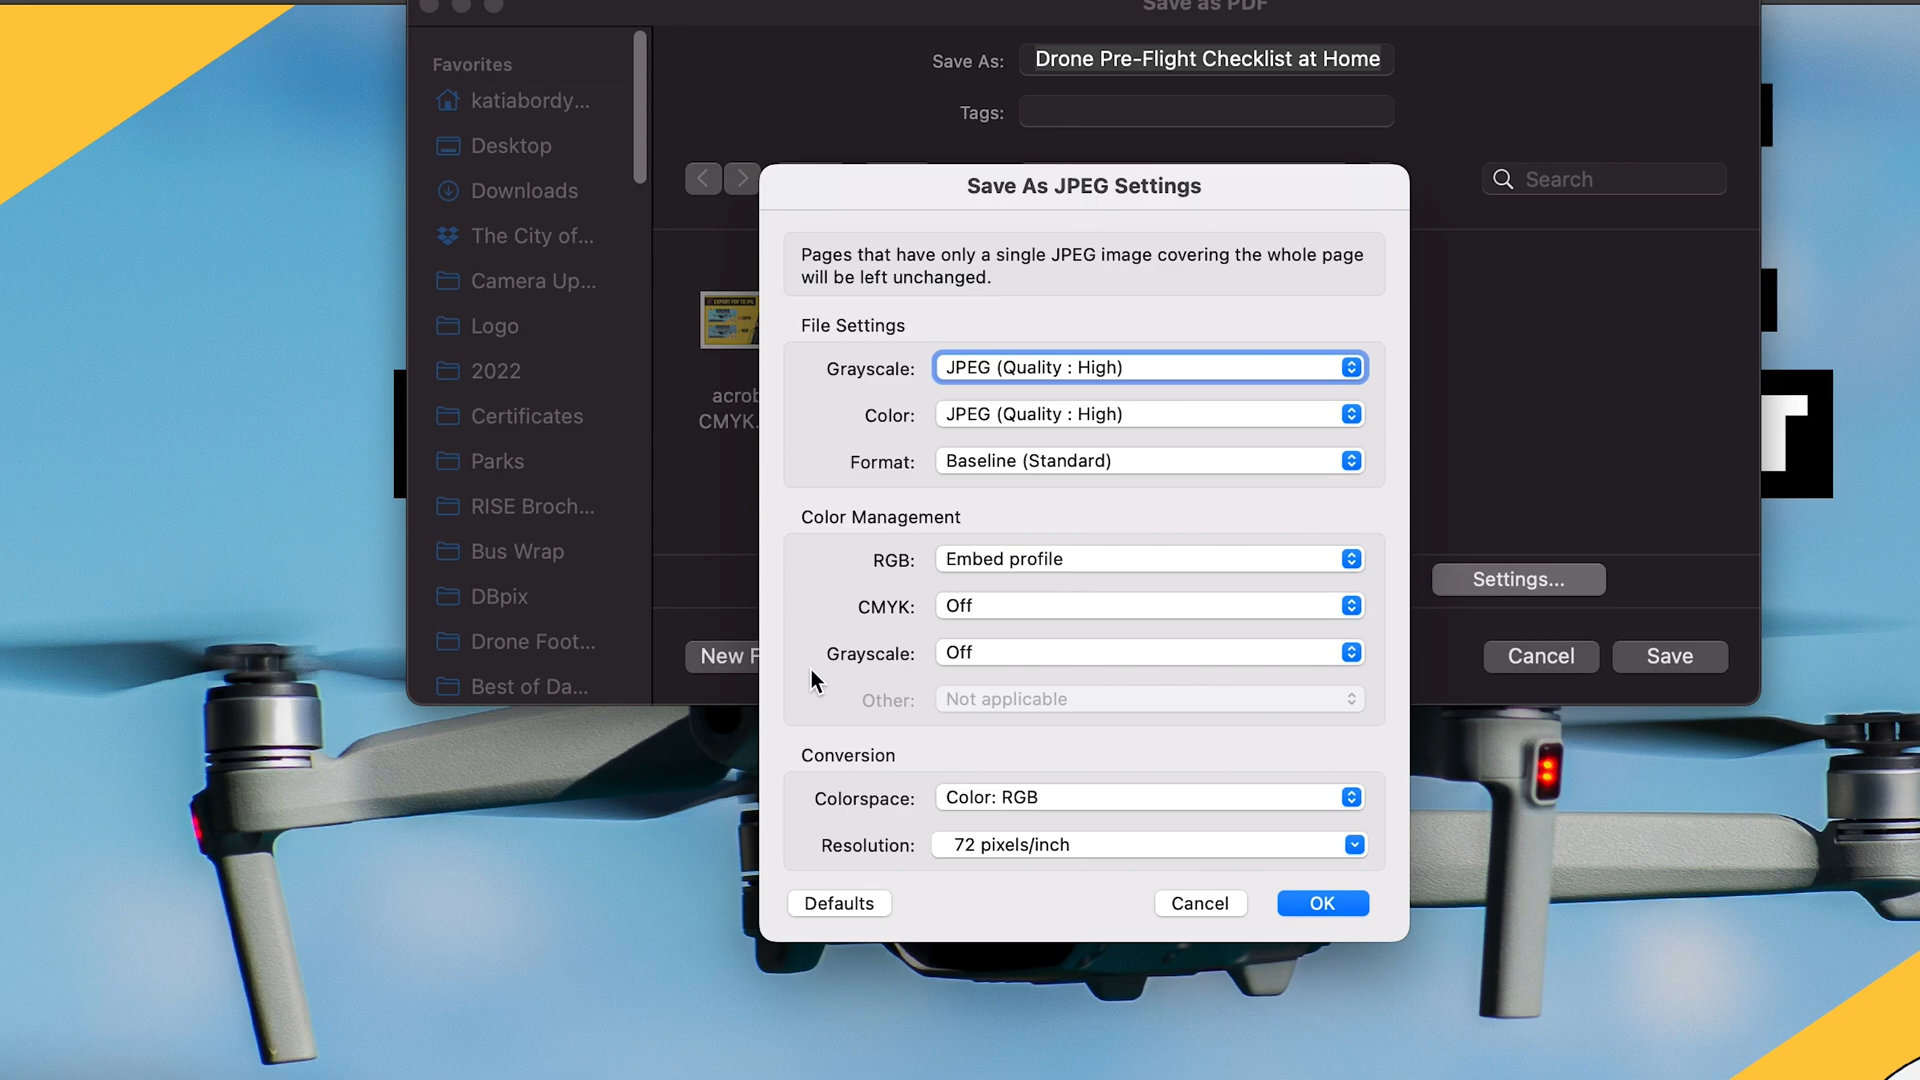 Save as PDF
Favorites
katiabordy...
Desktop
Downloads
The City of...
Camera Up...
Logo
2022
Certificates
Parks
RISE Broch...
Bus Wrap
DBpix
Drone Foot...
Best of Da...
Save As: Drone Pre-Flight Checklist at Home
Tags:
Search
EXPORT PDF TO JPG
acrob
CMYK.
New F
Settings...
Cancel
Save
T
Save As JPEG Settings
Pages that have only a single JPEG image covering the whole page
will be left unchanged.
File Settings
Grayscale: JPEG (Quality : High)
Color: JPEG (Quality : High)
Format: Baseline (Standard)
Color Management
RGB: Embed profile
CMYK: Off
Grayscale: Off
Other: Not applicable
Conversion
Colorspace: Color: RGB
Resolution: 72 pixels/inch
Defaults
Cancel
OK